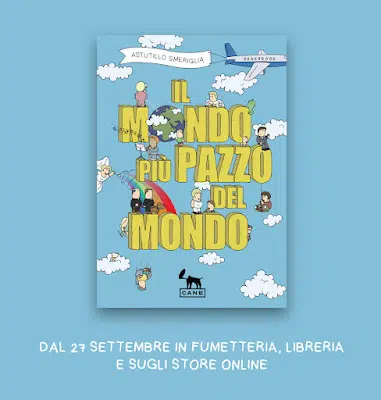 ASTUTILLO SMERIGLIA
IL
MONDO
PIÙ PAZZO
DEL
MONDO
CANE
DAL 27 SETTEMBRE IN FUMETTERIA, LIBRERIA
E SUGLI STORE ONLINE